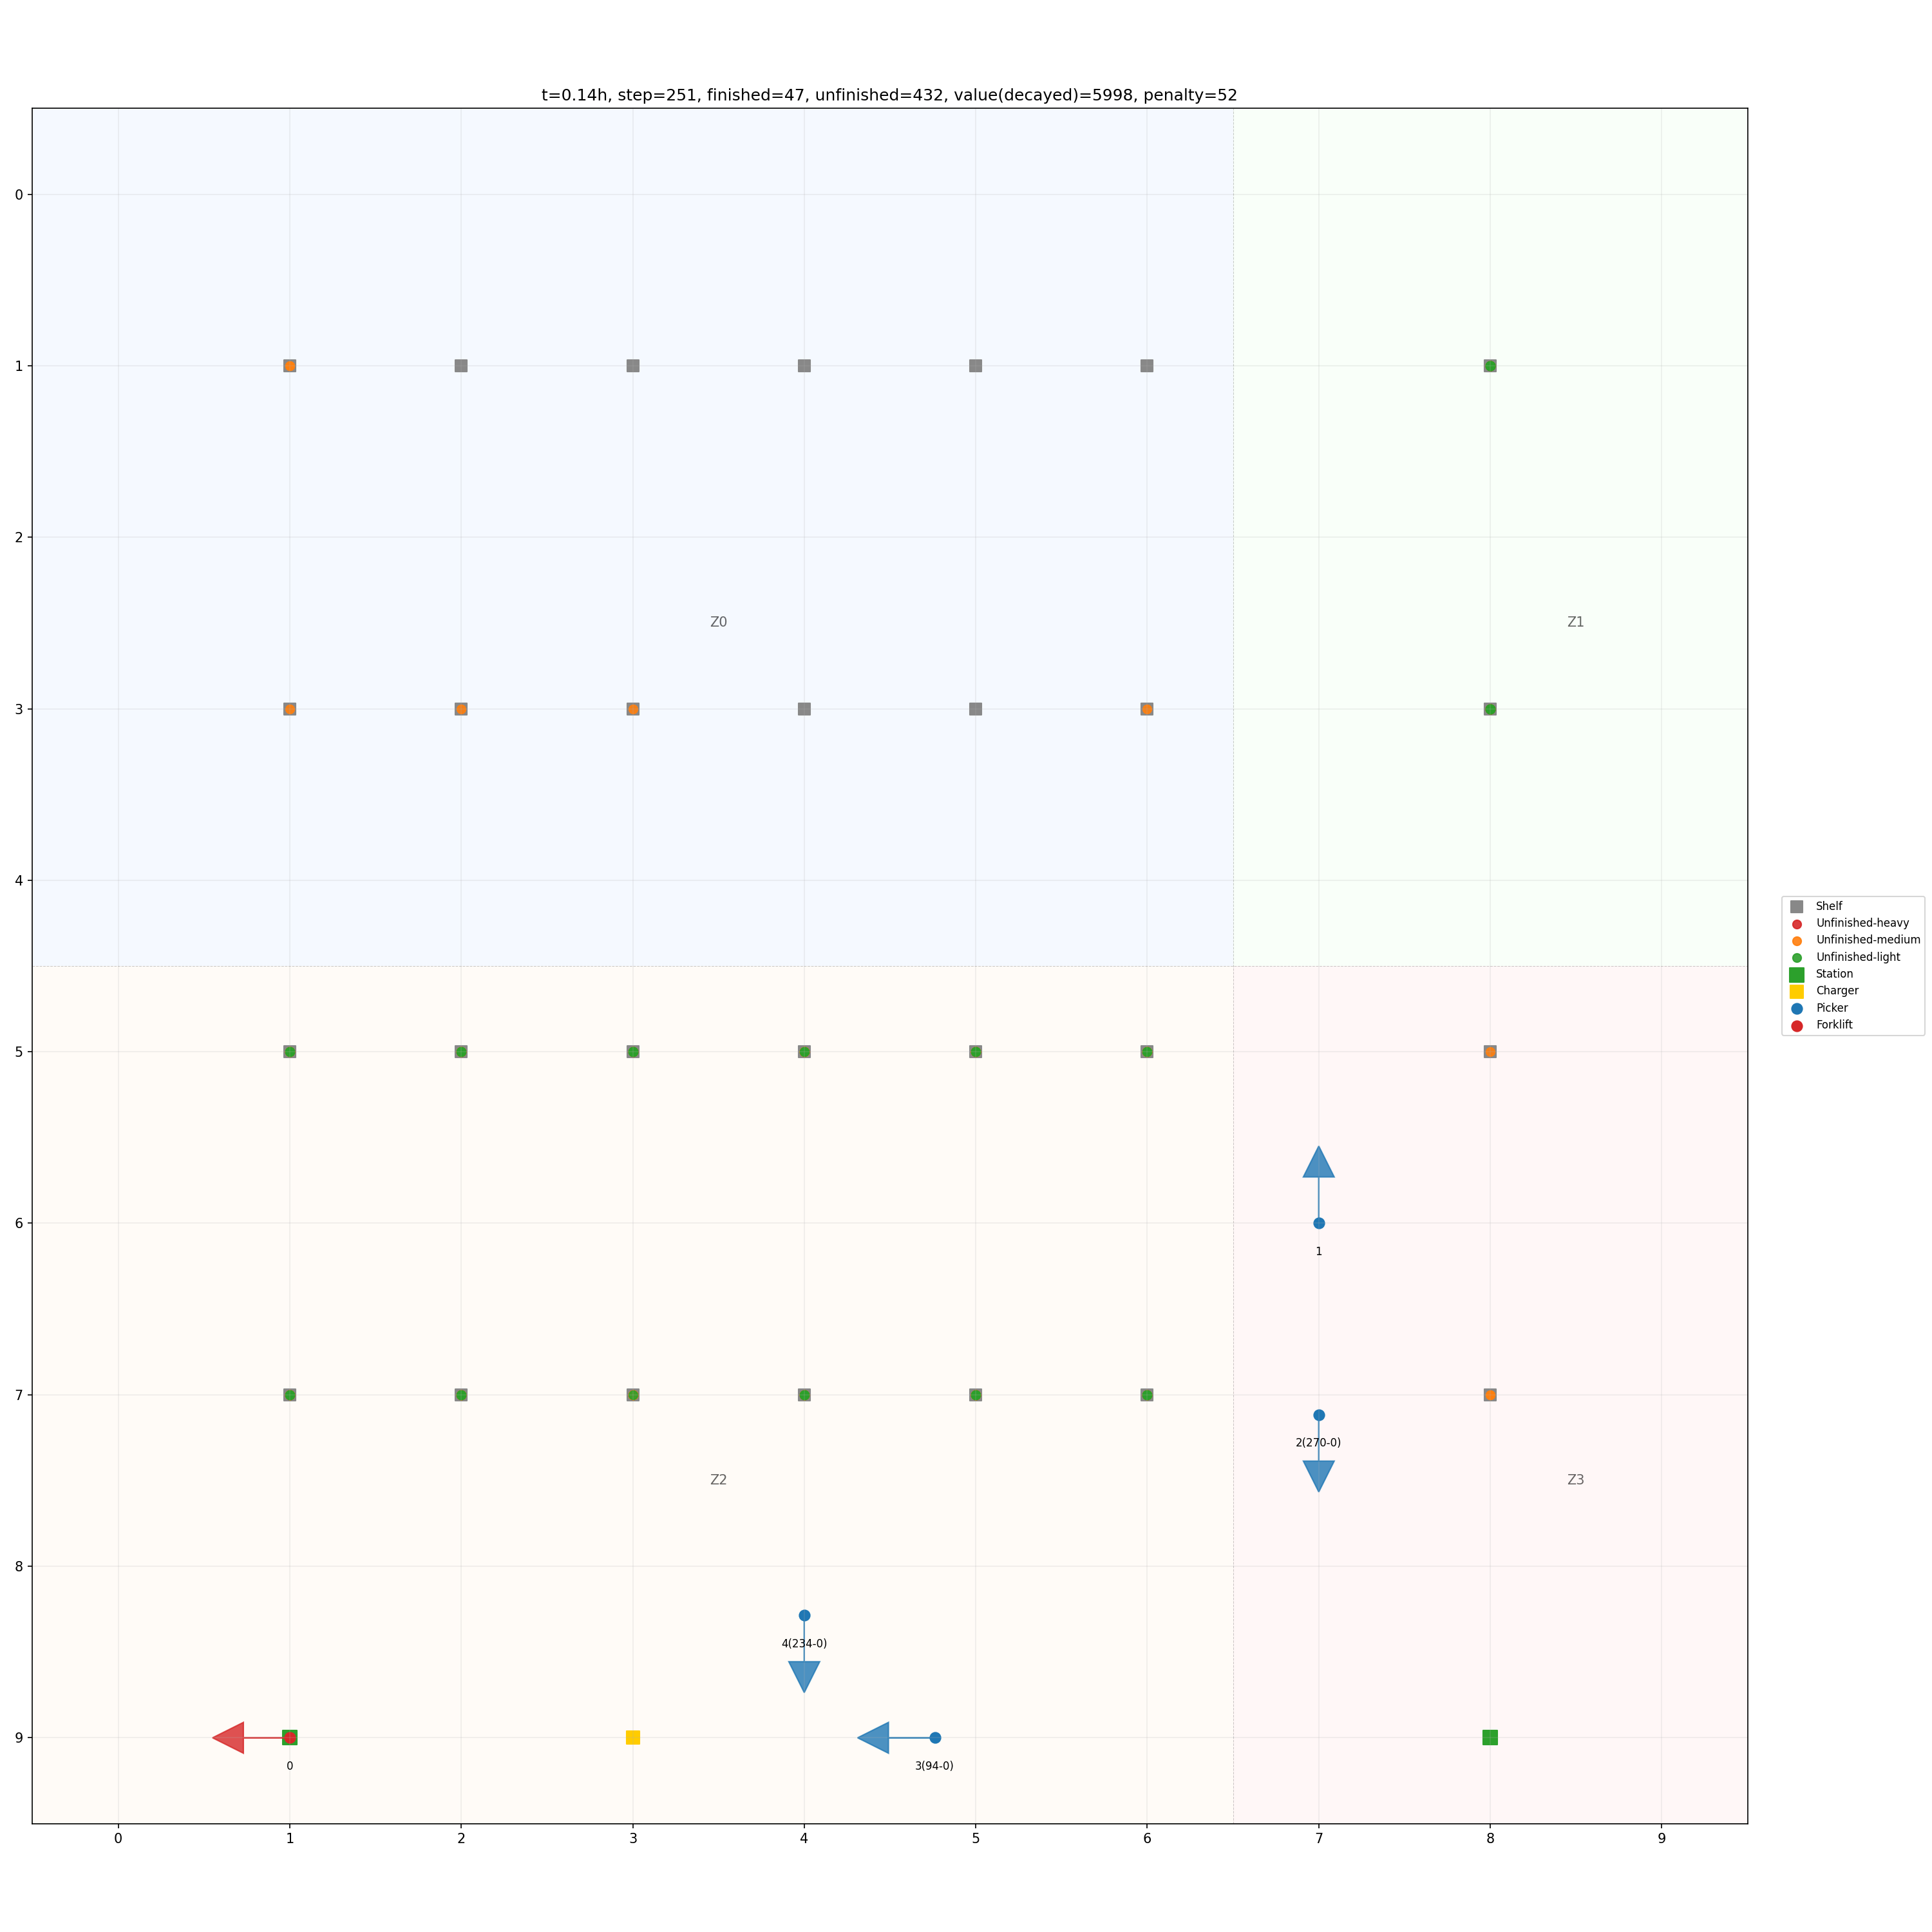 t=0.14h, step=251, finished=47, unfinished=432, value(decayed)=5998, penalty=52
0
1
2
Z0
Z1
3
4
Shelf
Unfinished-heavy
Unfinished-medium
Unfinished-light
Station
Charger
Picker
Forklift
5
6
1
7
2(270-0)
Z2
Z3
8
4(234-0)
9
0
3(94-0)
0 1 2 3 4 5 6 7 8 9